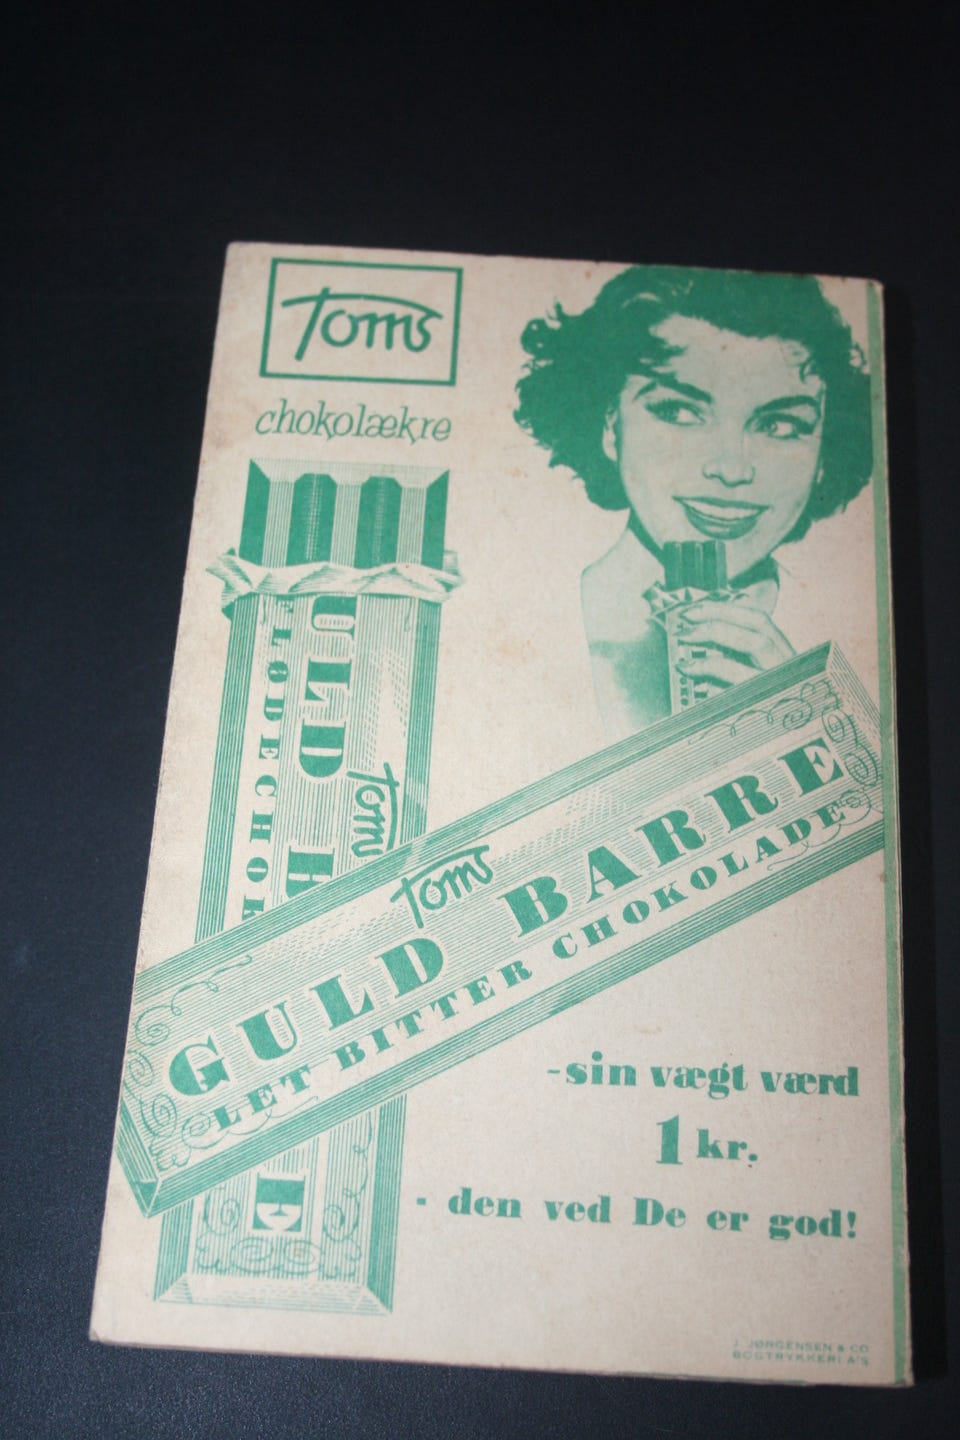 Toms
chokolækre
ULD B
FLØDECHOK
Toms
E
Toms
GULD BARRE
LET BITTER CHOKOLADE
-sin vægt værd
1 kr.
- den ved De er god!
J. JØRGENSEN & CO
BOGTRYKKERI A/S